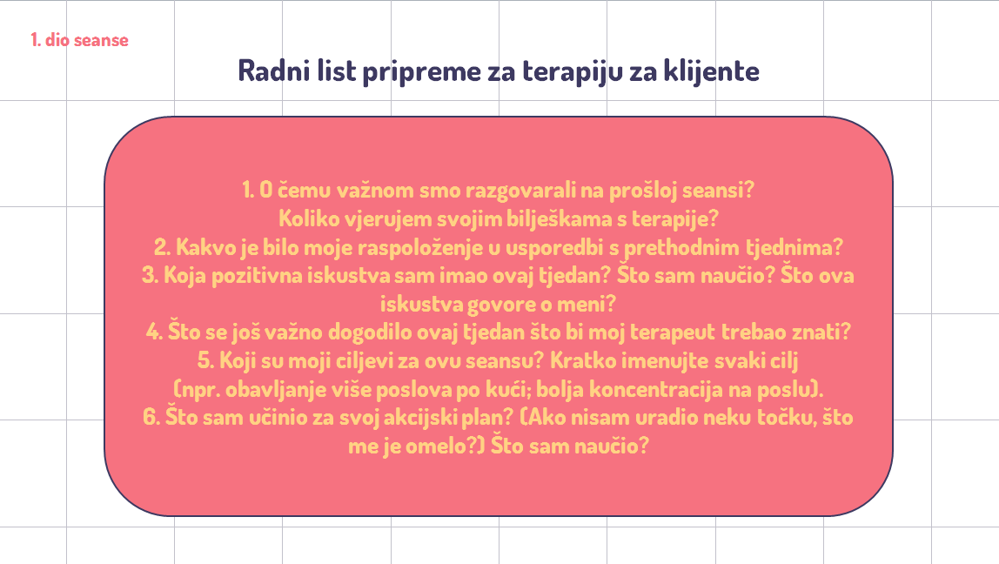 1. dio seanse
Radni list pripreme za terapiju za klijente
1. O čemu važnom smo razgovarali na prošloj seansi?
Koliko vjerujem svojim bilješkama s terapije?
2. Kakvo je bilo moje raspoloženje u usporedbi s prethodnim tjednima?
3. Koja pozitivna iskustva sam imao ovaj tjedan? Što sam naučio? Što ova
iskustva govore o meni?
4. Što se još važno dogodilo ovaj tjedan što bi moj terapeut trebao znati?
5. Koji su moji ciljevi za ovu seansu? Kratko imenujte svaki cilj
(npr. obavljanje više poslova po kući; bolja koncentracija na poslu).
6. Što sam učinio za svoj akcijski plan? (Ako nisam uradio neku točku, što
me je omelo?) Što sam naučio?